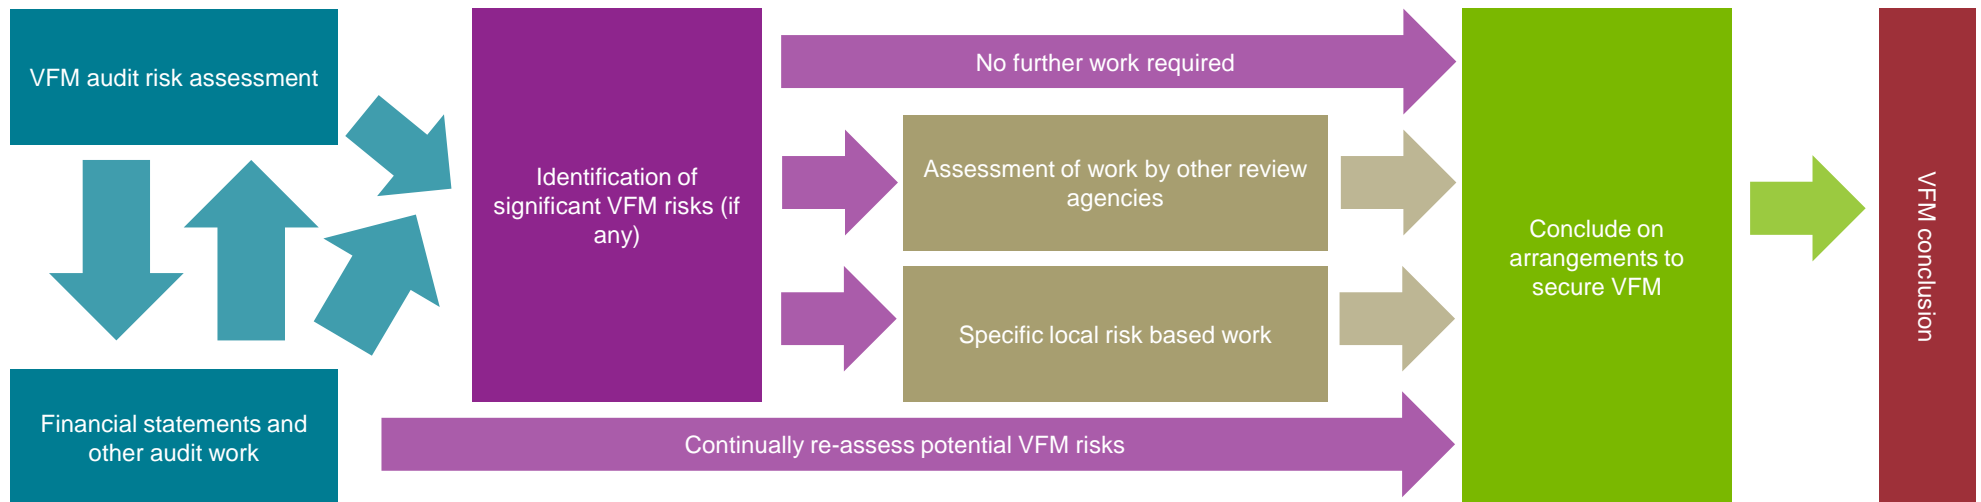 VFM audit risk assessment
Financial statements and
other audit work
Identification of
significant VFM risks (if
any)
No further work required
Assessment of work by other review
agencies
Specific local risk based work
Continually re-assess potential VFM risks
Conclude on
arrangements to
secure VFM
VFM conclusion